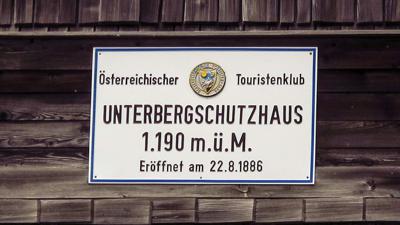 Österreichischer Touristenklub
UNTERBERGSCHUTZHAUS
1.190 m.ü.M.
Eröffnet am 22.8.1886